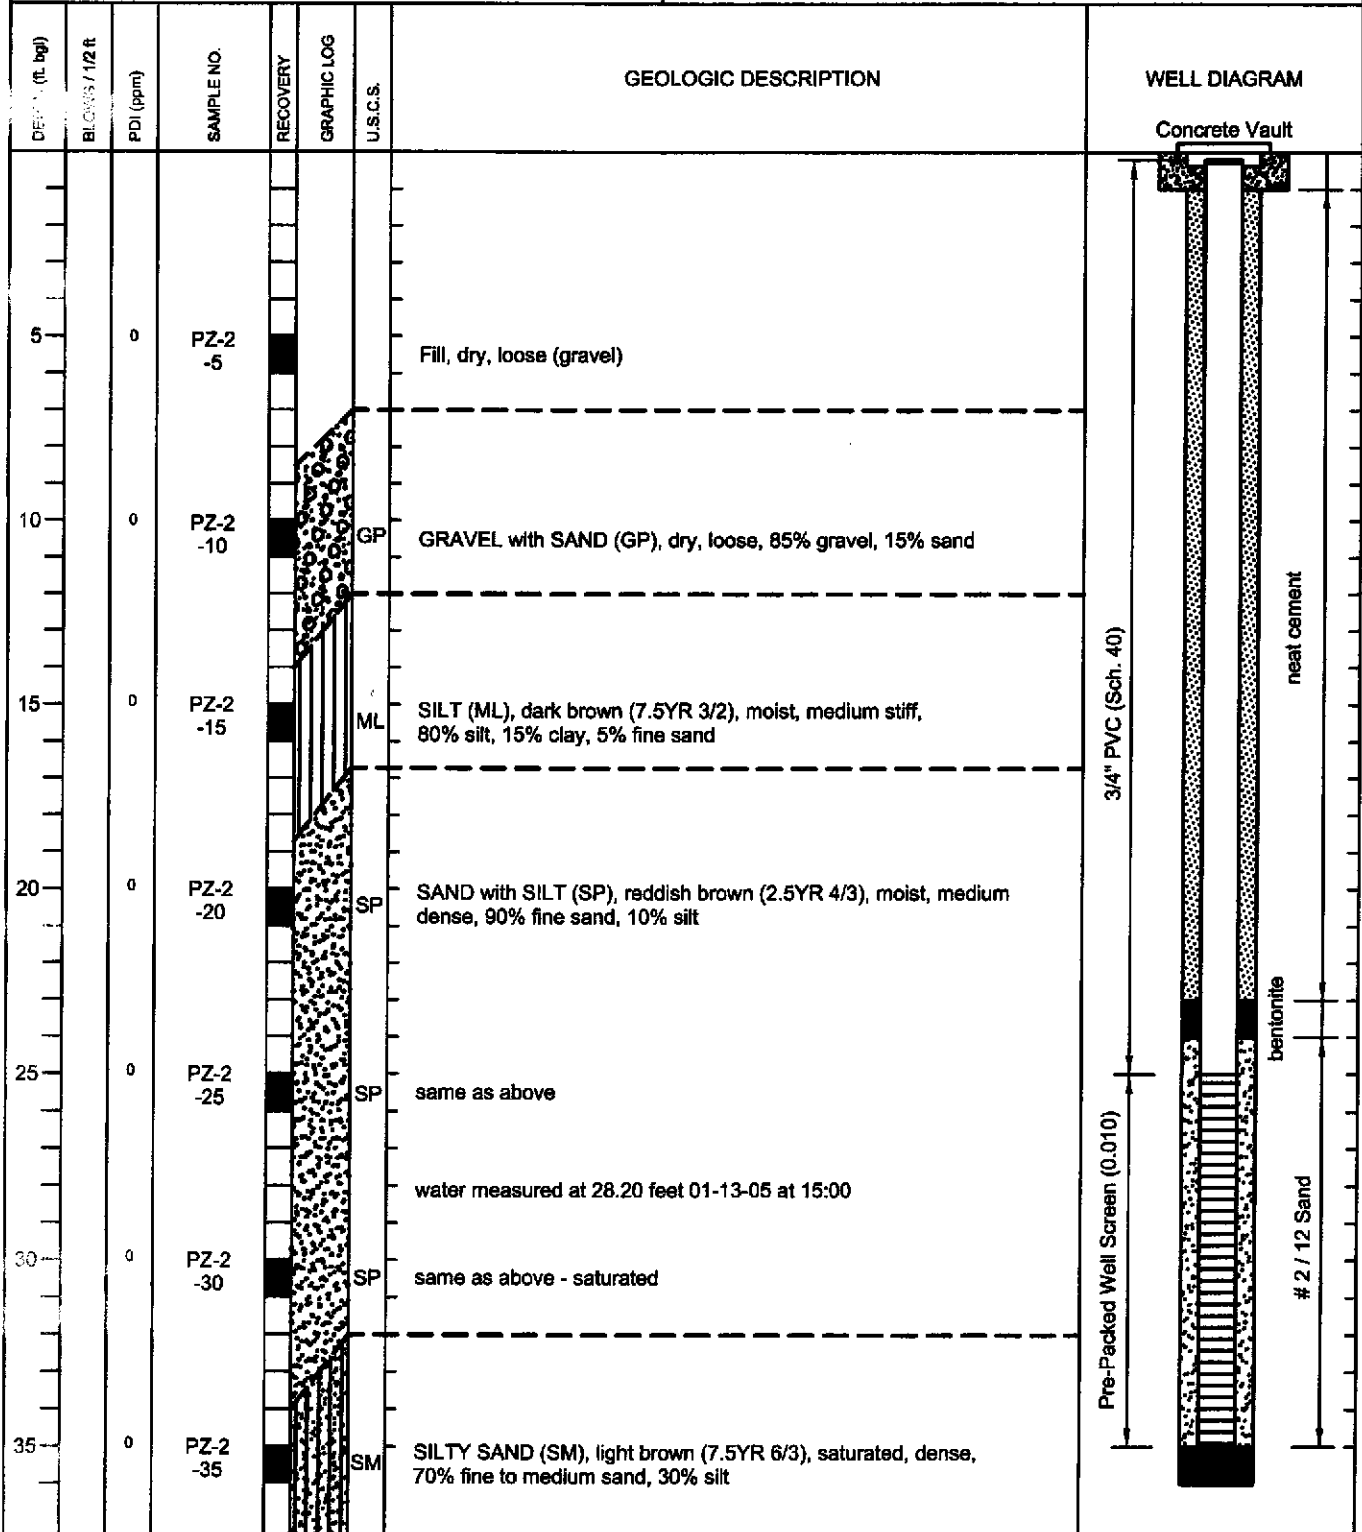 (ft. bgl)
BLOWS / 1/2 ft
PDI (ppm)
SAMPLE NO.
RECOVERY
GRAPHIC LOG
U.S.C.S.
GEOLOGIC DESCRIPTION
WELL DIAGRAM
Concrete Vault
5
0
PZ-2
-5
Fill, dry, loose (gravel)
10
0
PZ-2
-10
GP
GRAVEL with SAND (GP), dry, loose, 85% gravel, 15% sand
neat cement
3/4" PVC (Sch. 40)
15
0
PZ-2
-15
ML
SILT (ML), dark brown (7.5YR 3/2), moist, medium stiff,
80% silt, 15% clay, 5% fine sand
20
0
PZ-2
-20
SP
SAND with SILT (SP), reddish brown (2.5YR 4/3), moist, medium
dense, 90% fine sand, 10% silt
bentonite
25
0
PZ-2
-25
SP
same as above
Pre-Packed Well Screen (0.010)
# 2 / 12 Sand
water measured at 28.20 feet 01-13-05 at 15:00
30
0
PZ-2
-30
SP
same as above - saturated
35
0
PZ-2
-35
SM
SILTY SAND (SM), light brown (7.5YR 6/3), saturated, dense,
70% fine to medium sand, 30% silt